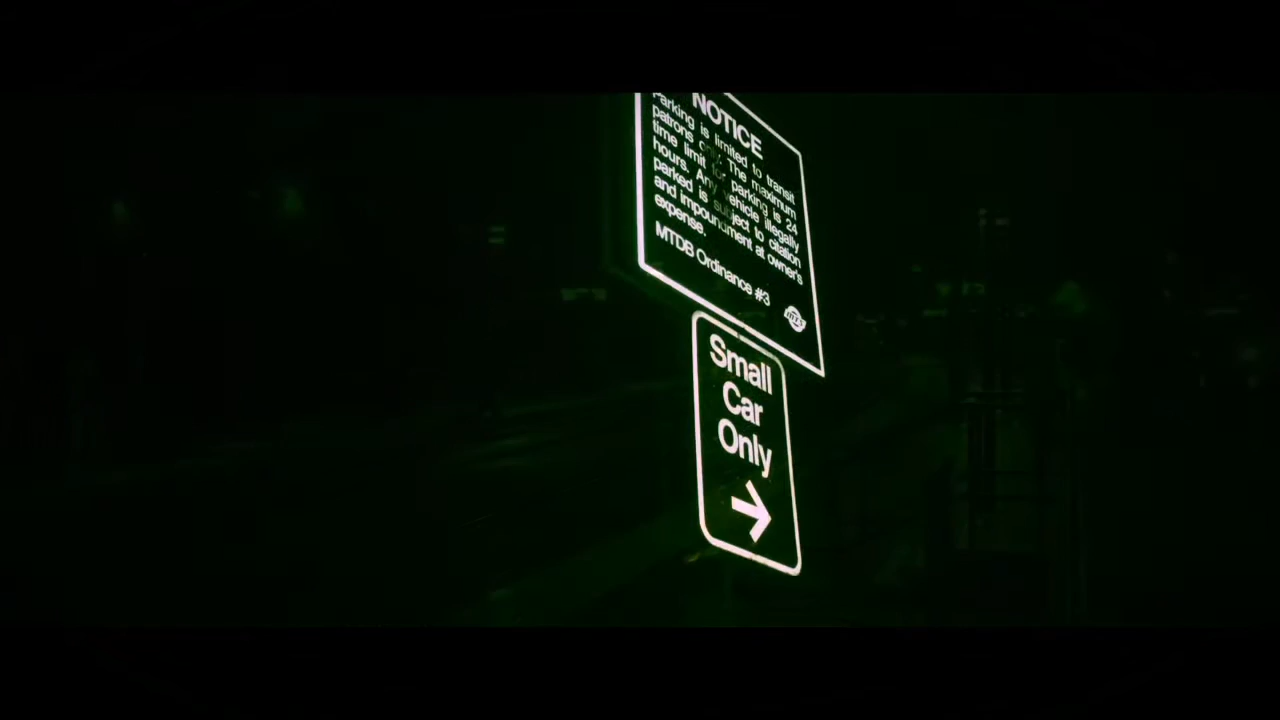 NOTICE
Parking is limited to transit
patrons only. The maximum
time limit for parking is 24
hours. Any vehicle illegally
parked is subject to citation
and impoundment at owner's
expense.
MTDB Ordinance #3
Small
Car
Only